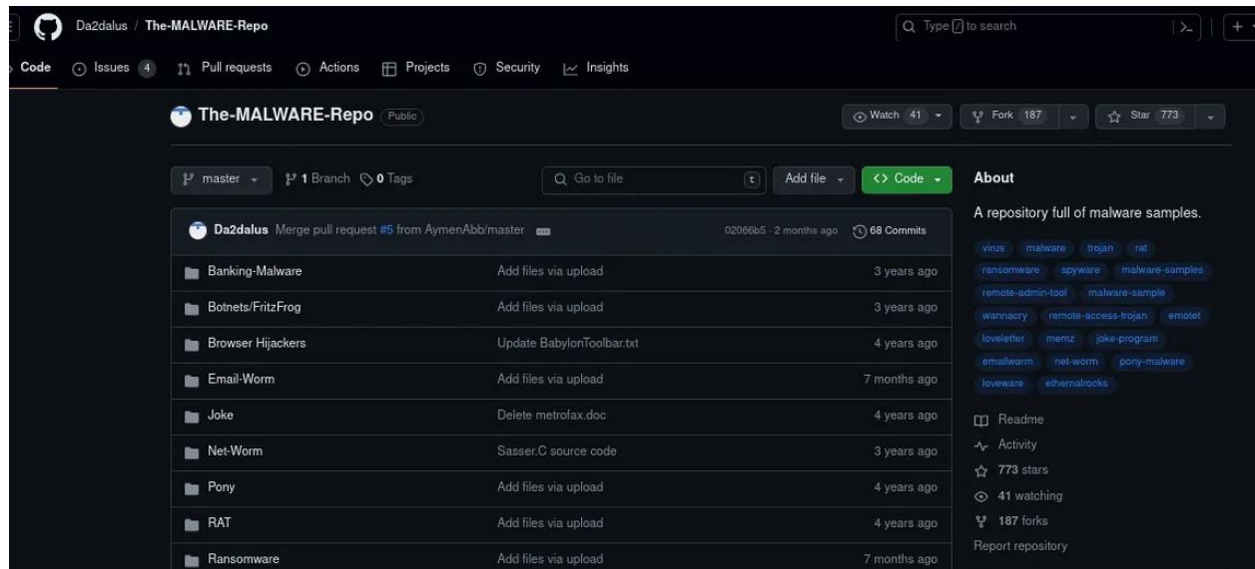 Da2dalus / The-MALWARE-Repo
Type / to search
Code
Issues 4
Pull requests
Actions
Projects
Security
Insights
The-MALWARE-Repo Public
Watch 41
Fork 187
Star 773
master
1 Branch
0 Tags
Go to file
t
Add file
<> Code
Da2dalus Merge pull request #5 from AymenAbb/master
02066b5 · 2 months ago
68 Commits
Banking-Malware Add files via upload 3 years ago
Botnets/FritzFrog Add files via upload 3 years ago
Browser Hijackers Update BabylonToolbar.txt 4 years ago
Email-Worm Add files via upload 7 months ago
Joke Delete metrofax.doc 4 years ago
Net-Worm Sasser.C source code 3 years ago
Pony Add files via upload 4 years ago
RAT Add files via upload 4 years ago
Ransomware Add files via upload 7 months ago
About
A repository full of malware samples.
virus malware trojan rat
ransomware spyware malware-samples
remote-admin-tool malware-sample
wannacry remote-access-trojan emotet
loveletter memz joke-program
emailworm net-worm pony-malware
loveware ethernalrocks
Readme
Activity
773 stars
41 watching
187 forks
Report repository